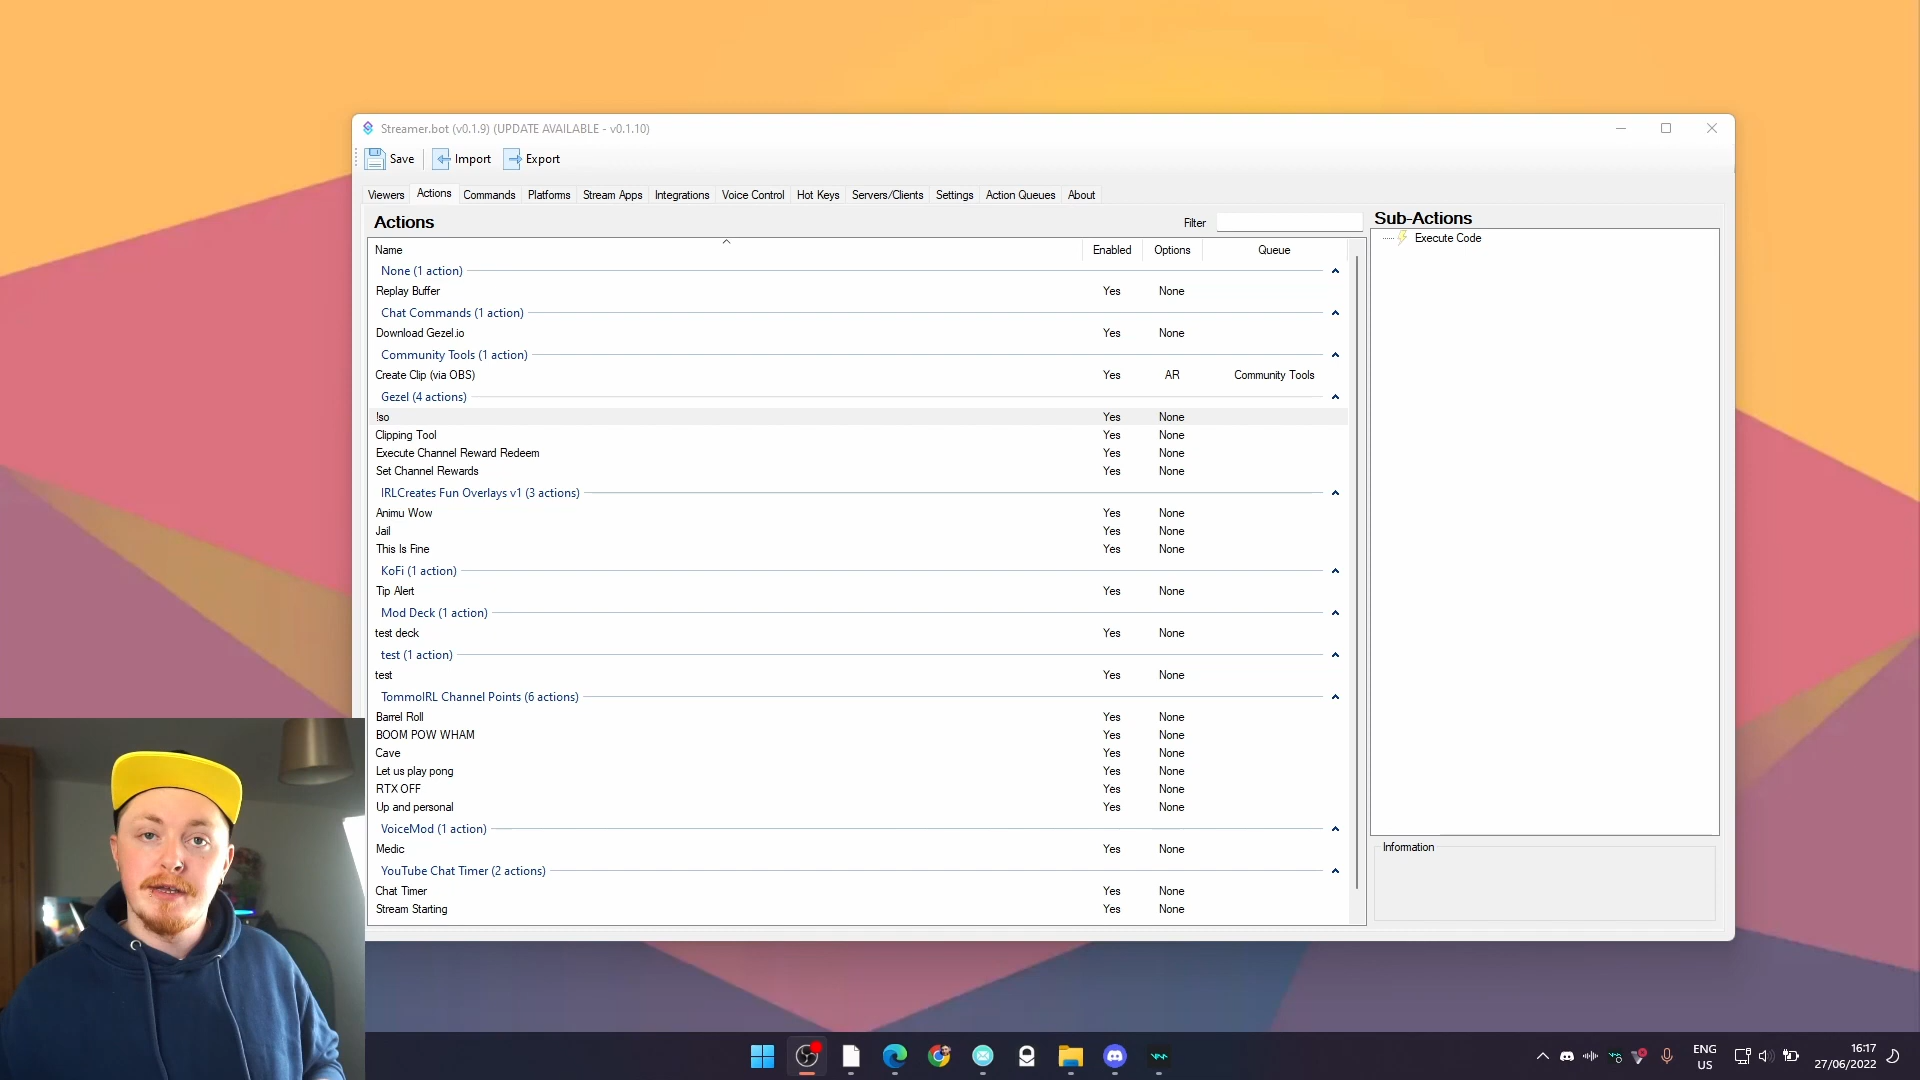 Streamer.bot (v0.1.9) (UPDATE AVAILABLE - v0.1.10)
Save Import Export
Viewers Actions Commands Platforms Stream Apps Integrations Voice Control Hot Keys Servers/Clients Settings Action Queues About
Actions Filter
Name Enabled Options Queue
None (1 action)
Replay Buffer Yes None
Chat Commands (1 action)
Download Gezel.io Yes None
Community Tools (1 action)
Create Clip (via OBS) Yes AR Community Tools
Gezel (4 actions)
!so Yes None
Clipping Tool Yes None
Execute Channel Reward Redeem Yes None
Set Channel Rewards Yes None
IRLCreates Fun Overlays v1 (3 actions)
Animu Wow Yes None
Jail Yes None
This Is Fine Yes None
KoFi (1 action)
Tip Alert Yes None
Mod Deck (1 action)
test deck Yes None
test (1 action)
test Yes None
TommoIRL Channel Points (6 actions)
Barrel Roll Yes None
BOOM POW WHAM Yes None
Cave Yes None
Let us play pong Yes None
RTX OFF Yes None
Up and personal Yes None
VoiceMod (1 action)
Medic Yes None
YouTube Chat Timer (2 actions)
Chat Timer Yes None
Stream Starting Yes None
Sub-Actions
Execute Code
Information
ENG
US
16:17
27/06/2022